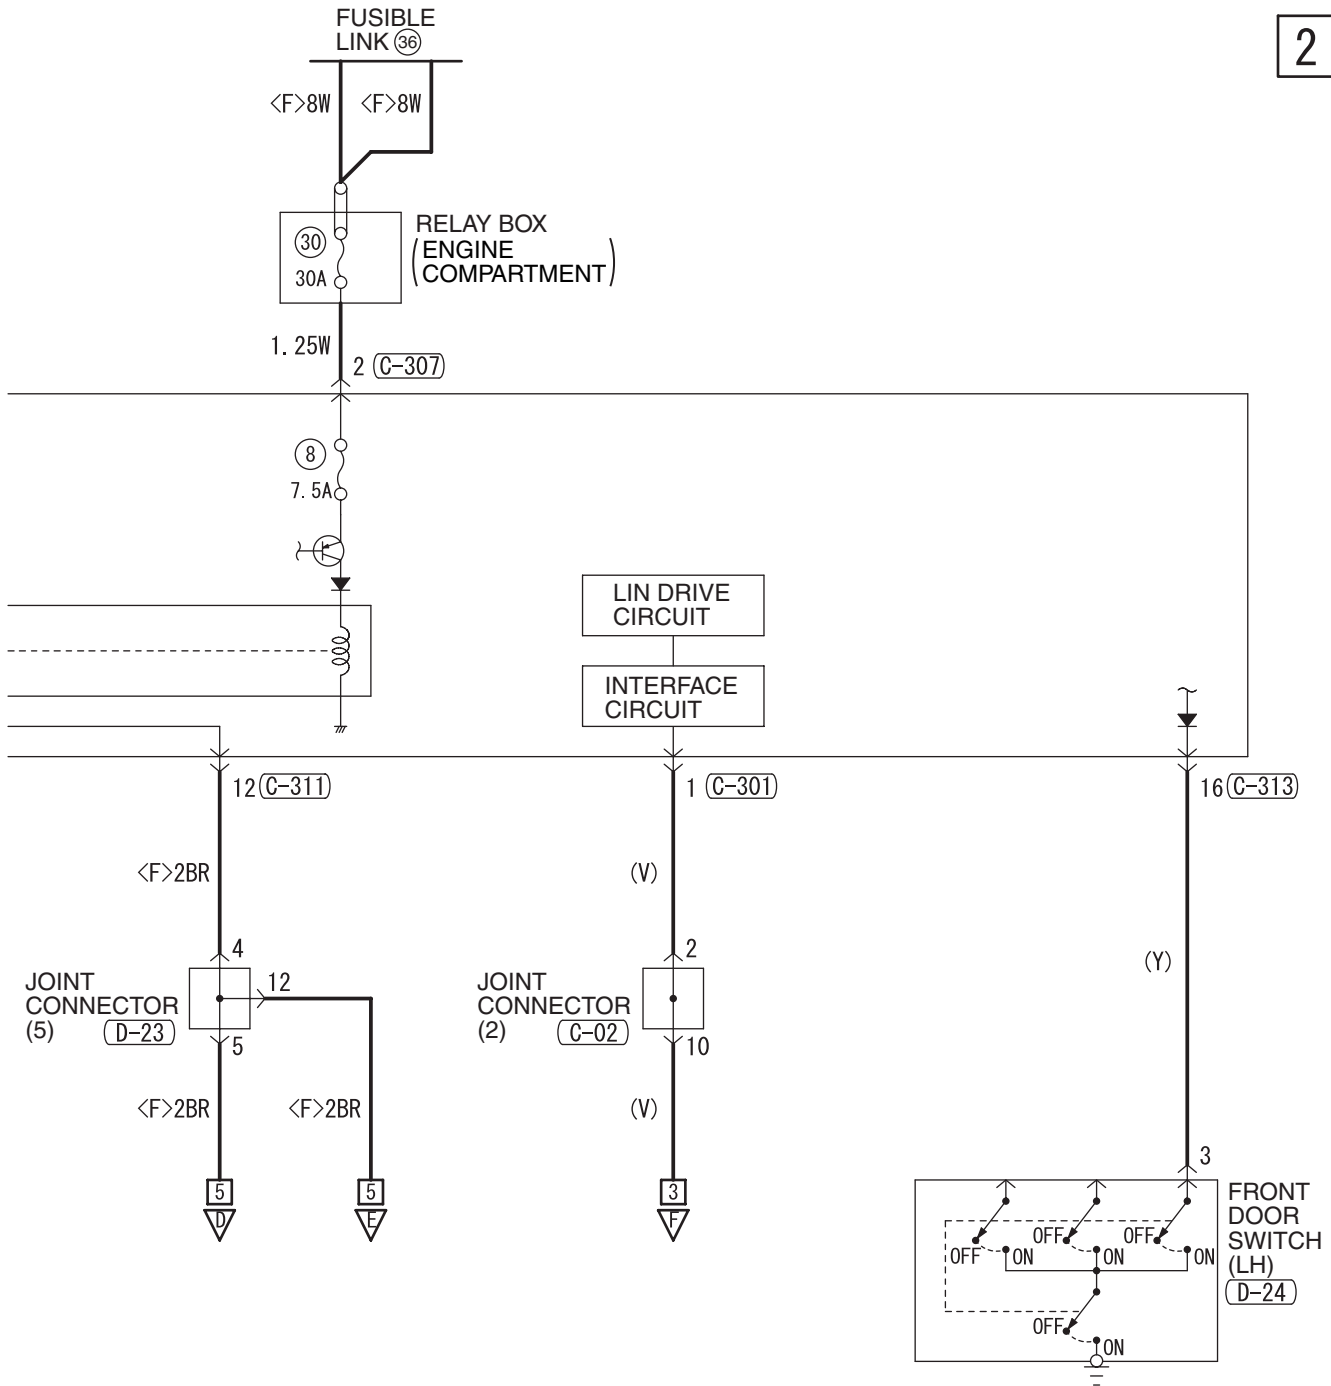 FUSIBLE
LINK 36
2
<F>8W <F>8W
RELAY BOX
(ENGINE
COMPARTMENT)
30
30A
1.25W
2 C-307
8
7.5A
LIN DRIVE
CIRCUIT
INTERFACE
CIRCUIT
12 C-311
1 C-301
16 C-313
<F>2BR
(V)
(Y)
4
12
JOINT
CONNECTOR
(5) D-23
5
2
JOINT
CONNECTOR
(2) C-02
10
<F>2BR
<F>2BR
(V)
5
D
5
E
3
F
3
FRONT
DOOR
SWITCH
(LH)
D-24
OFF ON
OFF ON
OFF ON
OFF ON